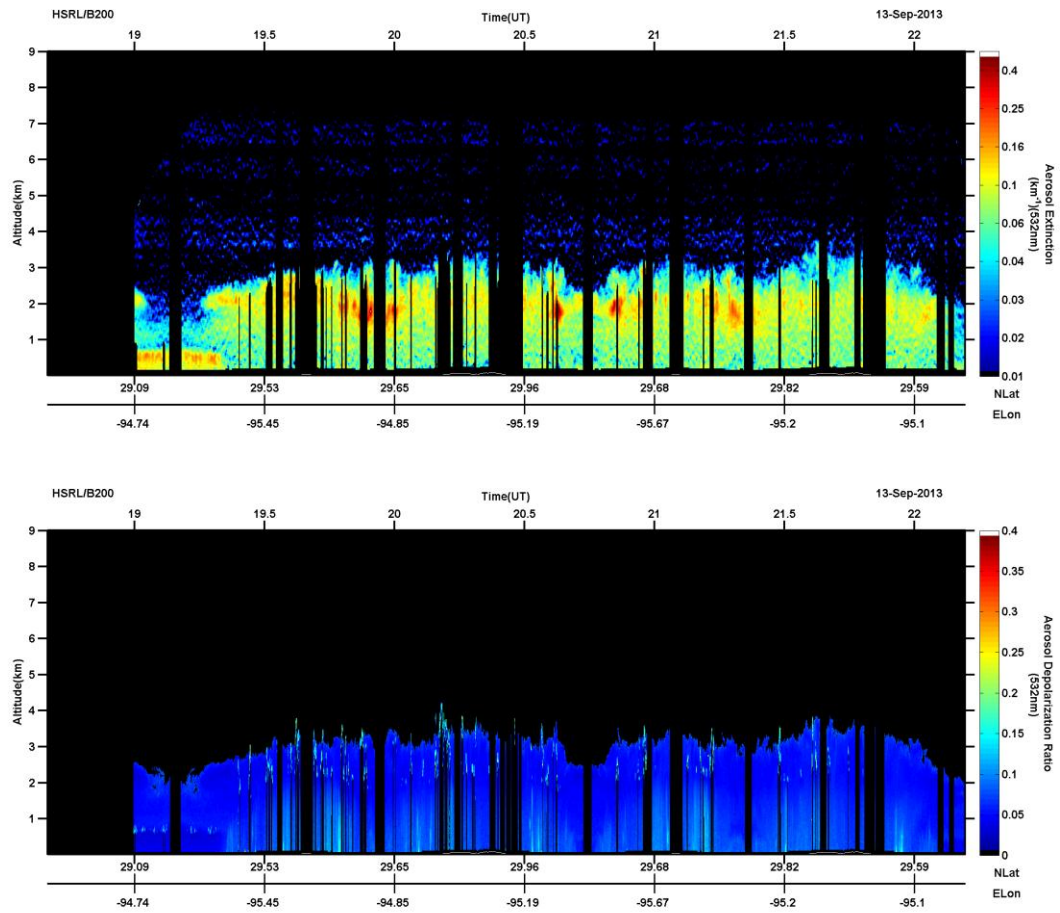 HSRL/B200 Time(UT) 13-Sep-2013
19 19.5 20 20.5 21 21.5 22
9
8
7
6
5
4
3
2
1
Altitude(km)
0.4
0.25
0.16
0.1
0.06
0.04
0.03
0.02
0.01
Aerosol Extinction
(km-1)(532nm)
29.09 29.53 29.65 29.96 29.68 29.82 29.59
NLat
ELon
-94.74 -95.45 -94.85 -95.19 -95.67 -95.2 -95.1
HSRL/B200 Time(UT) 13-Sep-2013
19 19.5 20 20.5 21 21.5 22
9
8
7
6
5
4
3
2
1
Altitude(km)
0.4
0.35
0.3
0.25
0.2
0.15
0.1
0.05
0
Aerosol Depolarization Ratio
(532nm)
29.09 29.53 29.65 29.96 29.68 29.82 29.59
NLat
ELon
-94.74 -95.45 -94.85 -95.19 -95.67 -95.2 -95.1